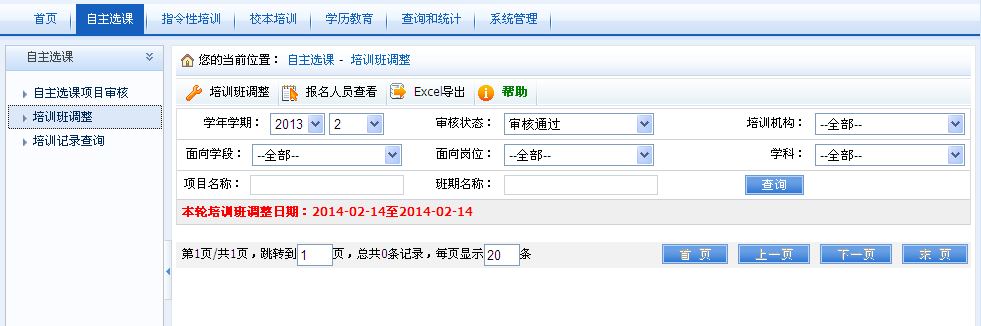 首页 自主选课 指令性培训 校本培训 学历教育 查询和统计 系统管理
自主选课
自主选课项目审核
培训班调整
培训记录查询
您的当前位置： 自主选课 - 培训班调整
培训班调整 报名人员查看 Excel导出 帮助
学年学期： 2013 2 审核状态： 审核通过 培训机构： --全部--
面向学段： --全部-- 面向岗位： --全部-- 学科： --全部--
项目名称： 班期名称： 查询
本轮培训班调整日期：2014-02-14至2014-02-14
第1页/共1页，跳转到 1 页，总共0条记录，每页显示 20 条 首 页 上一页 下一页 末 页